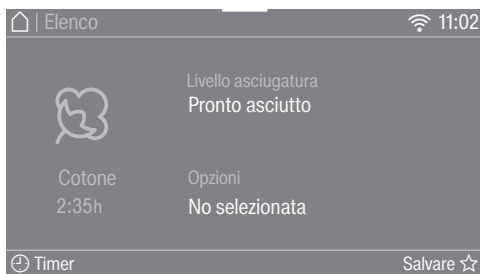 | Elenco 11:02
Livello asciugatura
Pronto asciutto
Cotone
2:35h
Opzioni
No selezionata
Timer Salvare